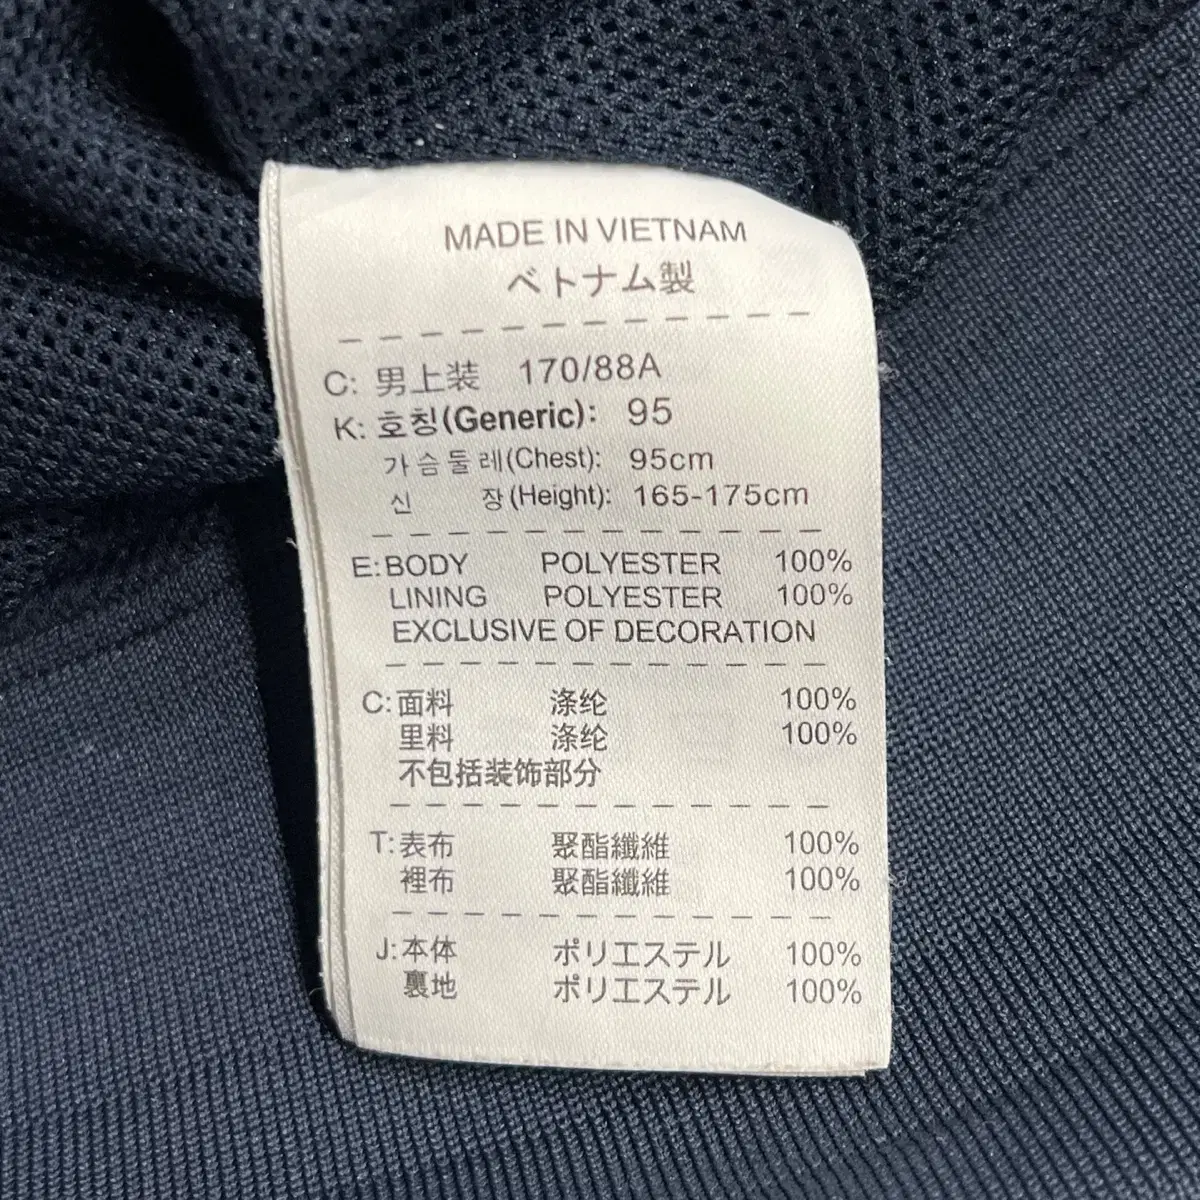 MADE IN VIETNAM
ベトナム製
C: 男上装 170/88A
K: 호칭(Generic): 95
가슴둘레(Chest): 95cm
신 장(Height): 165-175cm
E: BODY POLYESTER 100%
LINING POLYESTER 100%
EXCLUSIVE OF DECORATION
C: 面料 涤纶 100%
里料 涤纶 100%
不包括装饰部分
T: 表布 聚酯纖維 100%
裡布 聚酯纖維 100%
J: 本体 ポリエステル 100%
裏地 ポリエステル 100%